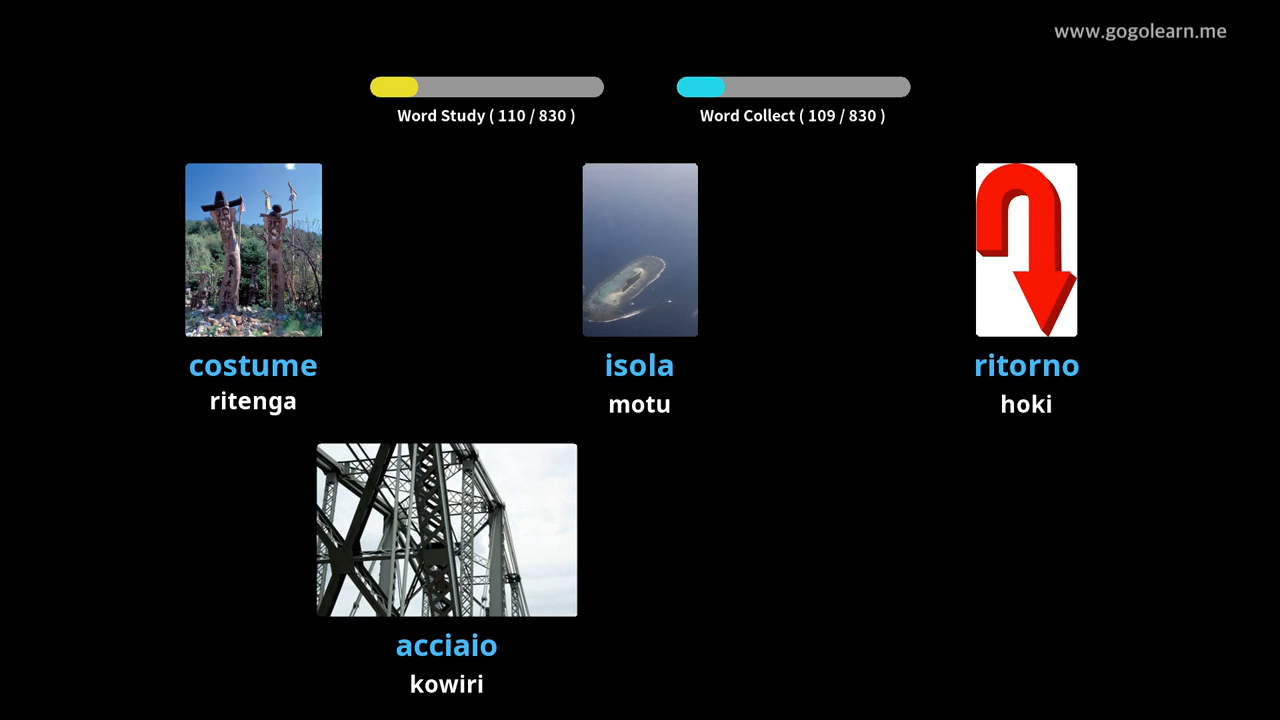 www.gogolearn.me
Word Study ( 110 / 830 )
Word Collect ( 109 / 830 )
costume
ritenga
isola
motu
ritorno
hoki
acciaio
kowiri